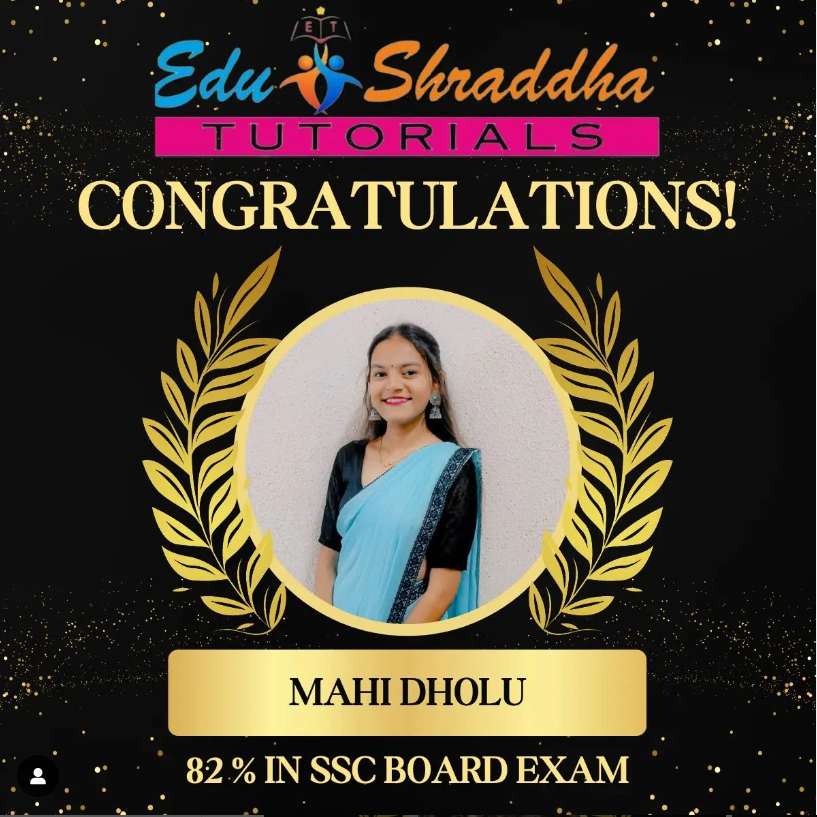 E T
Edu Shraddha
TUTORIALS
CONGRATULATIONS!
MAHI DHOLU
82 % IN SSC BOARD EXAM